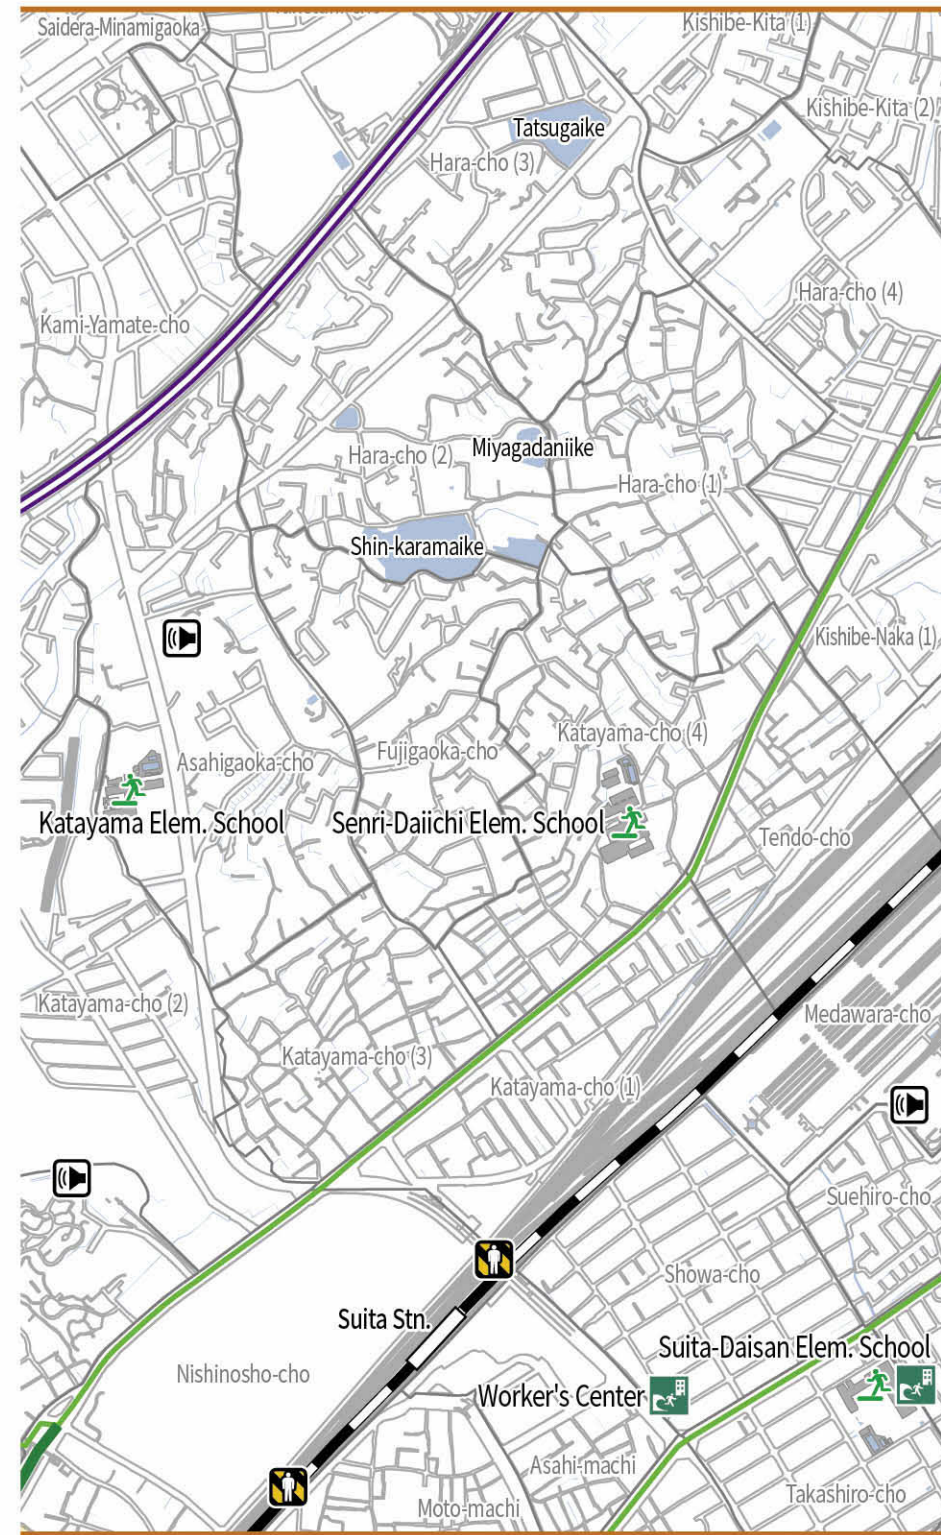 Saidera-Minamigaoka
Kishibe-Kita (1)
Kishibe-Kita (2)
Tatsugaike
Hara-cho (3)
Hara-cho (4)
Kami-Yamate-cho
Hara-cho (2)
Miyagadaniike
Hara-cho (1)
Shin-karamaike
Kishibe-Naka (1)
Katayama-cho (4)
Fujigaoka-cho
Asahigaoka-cho
Katayama Elem. School
Senri-Daiichi Elem. School
Tendo-cho
Katayama-cho (2)
Medawara-cho
Katayama-cho (3)
Katayama-cho (1)
Suehiro-cho
Showa-cho
Suita Stn.
Suita-Daisan Elem. School
Nishinosho-cho
Worker's Center
Asahi-machi
Takashiro-cho
Moto-machi